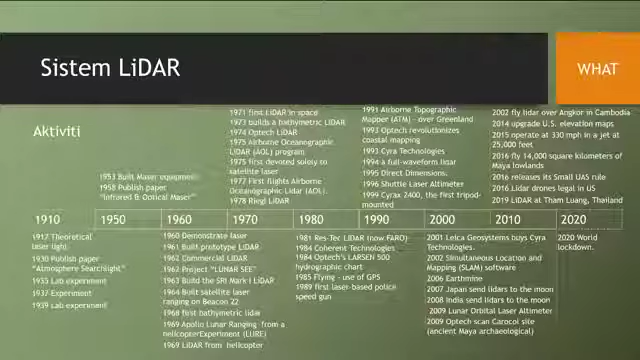 Sistem LiDAR
WHAT
Aktiviti
1953 Built Maser equipment
1958 Publish paper
"Infrared & Optical Maser"
1971 first LiDAR in space
1973 builds a bathymetric LiDAR
1974 Optech LiDAR
1975 Airborne Oceanographic
LiDAR (AOL) program
1975 first devoted solely to
satellite laser
1977 First flights Airborne
Oceanographic Lidar (AOL).
1978 Riegl LiDAR
1991 Airborne Topographic
Mapper (ATM) - over Greenland
1993 Optech revolutionizes
coastal mapping
1993 Cyra Technologies
1994 a full-waveform lidar
1995 Direct Dimensions.
1996 Shuttle Laser Altimeter
1999 Cyrax 2400, the first tripod-
mounted
2002 fly lidar over Angkor in Cambodia
2014 upgrade U.S. elevation maps
2015 operate at 330 mph in a jet at
25,000 feet
2016 fly 14,000 square kilometers of
Maya lowlands
2016 releases its Small UAS rule
2016 Lidar drones legal in US
2019 LiDAR at Tham Luang, Thailand
1910
1950
1960
1970
1980
1990
2000
2010
2020
1917 Theoretical
laser light
1930 Publish paper
"Atmosphere Searchlight"
1935 Lab experiment
1937 Experiment
1939 Lab experiment
1960 Demonstrate laser
1961 Built prototype LiDAR
1962 Commercial LiDAR
1962 Project "LUNAR SEE"
1963 Build the SRI Mark I LiDAR
1964 Built satellite laser
ranging on Beacon 22
1968 first bathymetric lidar
1969 Apollo Lunar Ranging from a
helicopterExperiment (LURE)
1969 LiDAR from helicopter
1981 Res-Tec LiDAR (now FARO)
1984 Coherent Technologies
1984 Optech's LARSEN 500
hydrographic chart
1985 Flying - use of GPS
1989 first laser-based police
speed gun
2001 Leica Geosystems buys Cyra
Technologies.
2002 Simultaneous Location and
Mapping (SLAM) software
2006 Earthmine
2007 Japan send lidars to the moon
2008 India send lidars to the moon
2009 Lunar Orbital Laser Altimeter
2009 Optech scan Carocol site
(ancient Maya archaeological)
2020 World
lockdown.